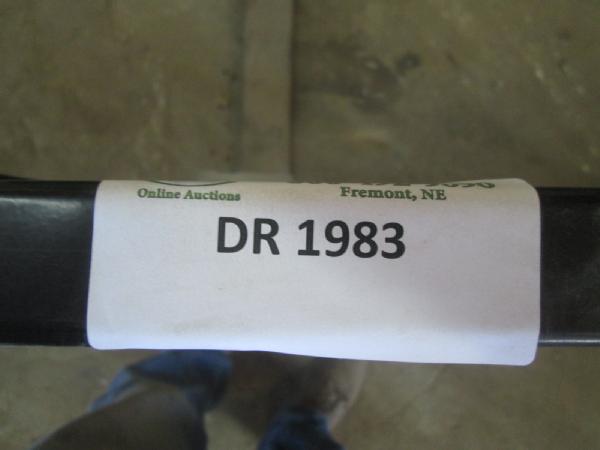 Online Auctions
Fremont, NE
DR 1983